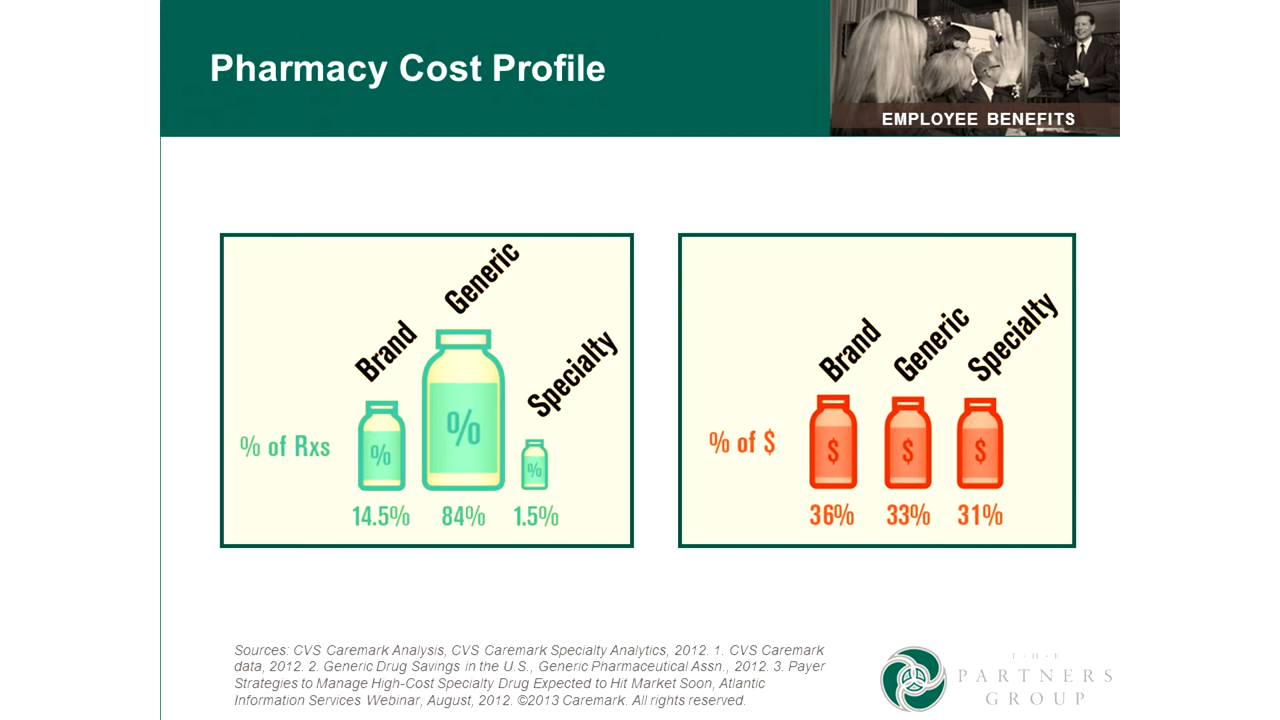 Pharmacy Cost Profile
EMPLOYEE BENEFITS
Brand
Generic
Specialty
% of Rxs
%
%
%
14.5%
84%
1.5%
Brand
Generic
Specialty
% of $
$
$
$
36%
33%
31%
Sources: CVS Caremark Analysis, CVS Caremark Specialty Analytics, 2012. 1. CVS Caremark
data, 2012. 2. Generic Drug Savings in the U.S., Generic Pharmaceutical Assn., 2012. 3. Payer
Strategies to Manage High-Cost Specialty Drug Expected to Hit Market Soon, Atlantic
Information Services Webinar, August, 2012. ©2013 Caremark. All rights reserved.
THE
PARTNERS
GROUP